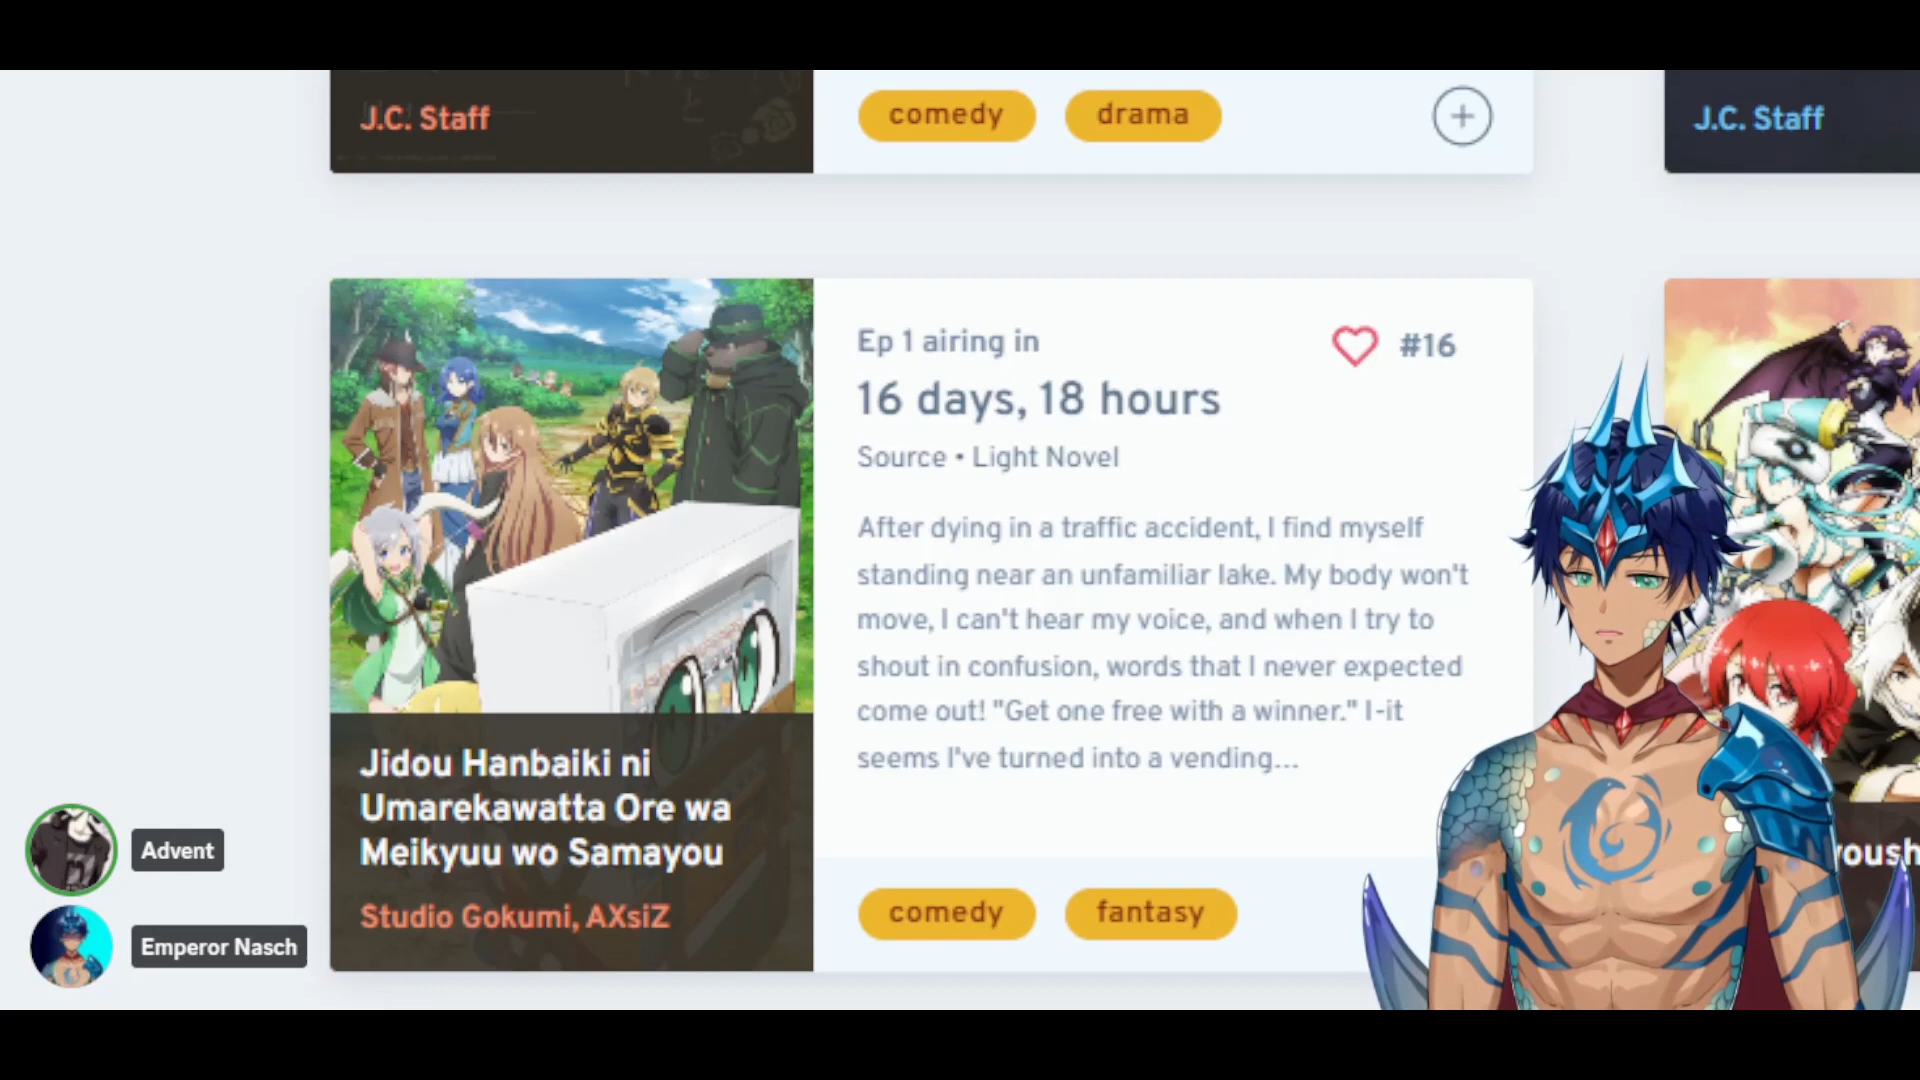 J.C. Staff
comedy
drama
J.C. Staff
Ep 1 airing in
#16
16 days, 18 hours
Source • Light Novel
After dying in a traffic accident, I find myself
standing near an unfamiliar lake. My body won't
move, I can't hear my voice, and when I try to
shout in confusion, words that I never expected
come out! "Get one free with a winner." I-it
seems I've turned into a vending...
Jidou Hanbaiki ni
Umarekawatta Ore wa
Meikyuu wo Samayou
Studio Gokumi, AXsiZ
comedy
fantasy
Advent
Emperor Nasch